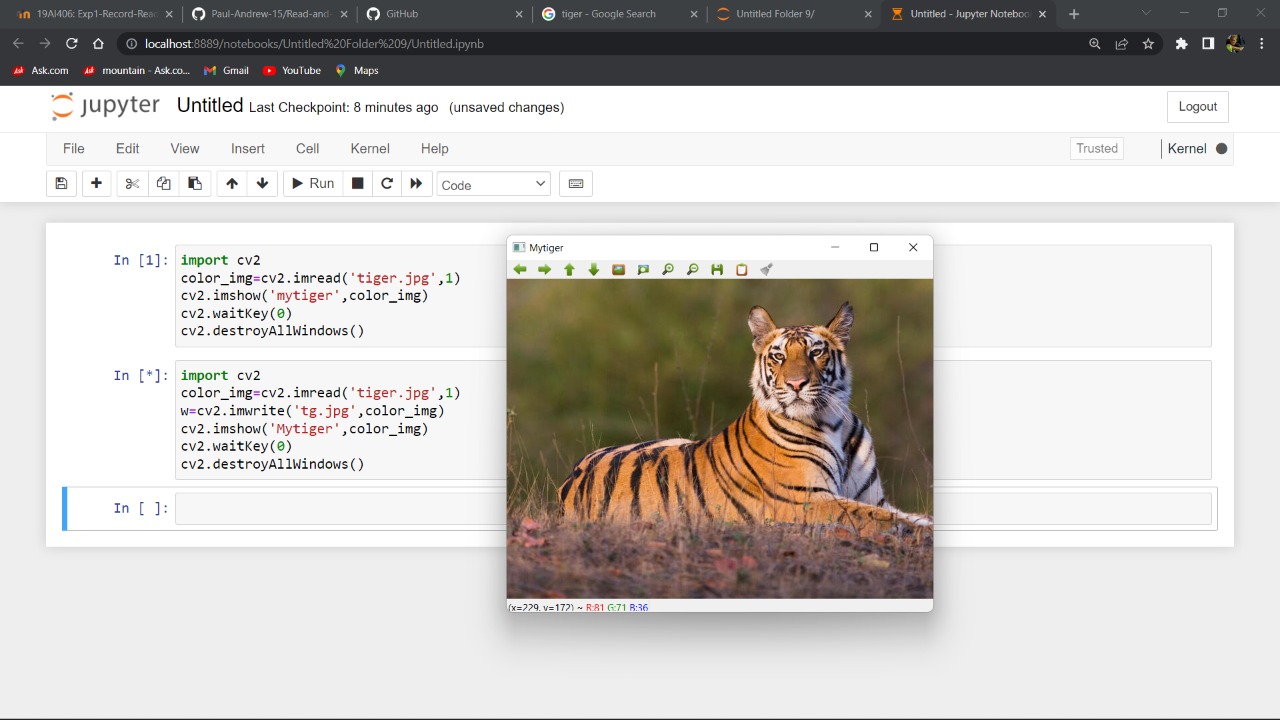 19AI406: Exp1-Record-Read
Paul-Andrew-15/Read-and-
GitHub
tiger - Google Search
Untitled Folder 9/
Untitled - Jupyter Notebook
localhost:8889/notebooks/Untitled%20Folder%209/Untitled.ipynb
Ask Ask.com
Ask mountain - Ask.co...
Gmail
YouTube
Maps
jupyter Untitled Last Checkpoint: 8 minutes ago (unsaved changes)
Logout
File Edit View Insert Cell Kernel Help
Trusted
Kernel
Run
Code
In [1]:
import cv2
color_img=cv2.imread('tiger.jpg',1)
cv2.imshow('mytiger',color_img)
cv2.waitKey(0)
cv2.destroyAllWindows()
In [*]:
import cv2
color_img=cv2.imread('tiger.jpg',1)
w=cv2.imwrite('tg.jpg',color_img)
cv2.imshow('Mytiger',color_img)
cv2.waitKey(0)
cv2.destroyAllWindows()
In [ ]:
Mytiger
(x=229, y=172) ~ R:81 G:71 B:36